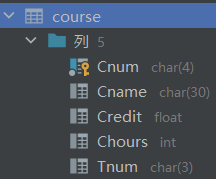 course
列 5
Cnum char(4)
Cname char(30)
Credit float
Chours int
Tnum char(3)